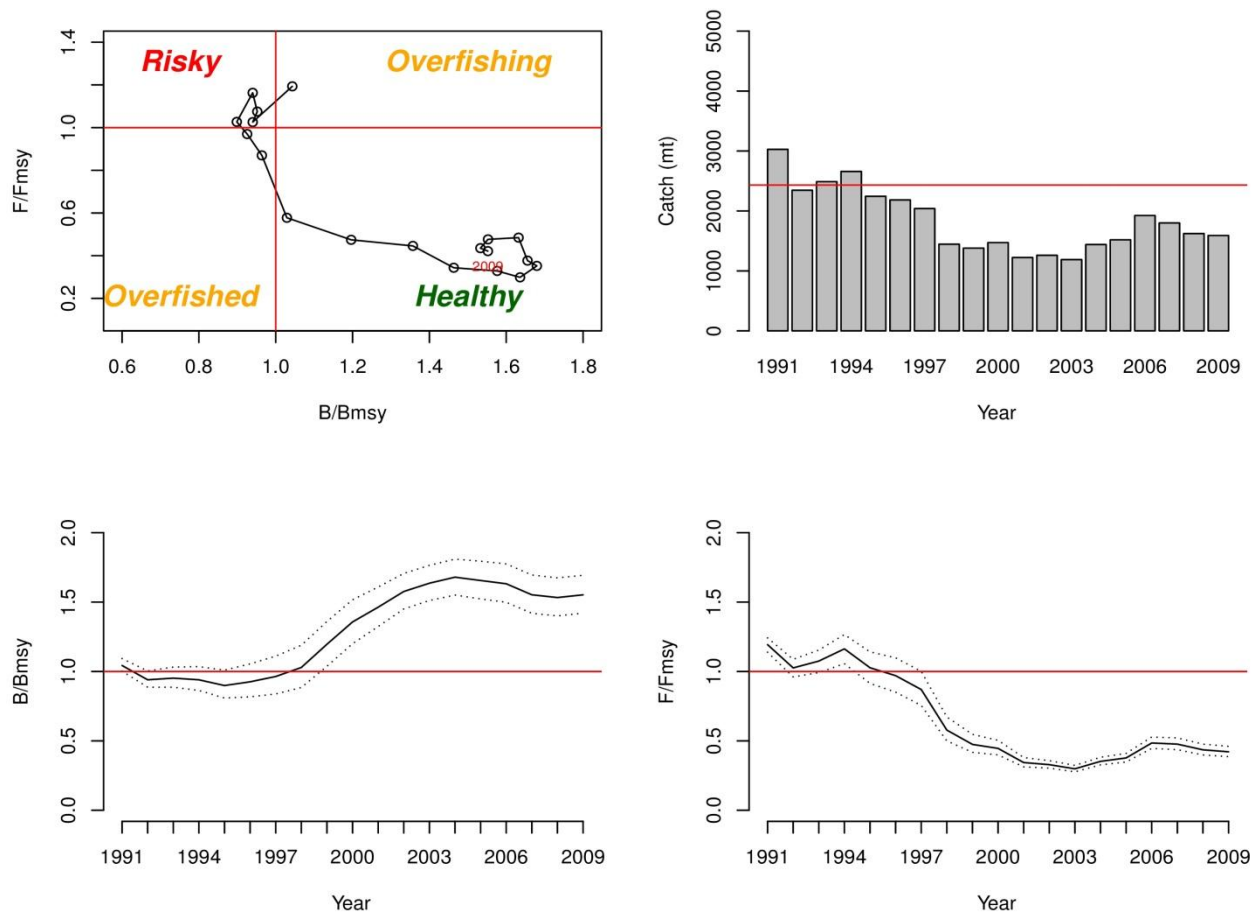 Risky Overfishing
Overfished Healthy
2009
F/Fmsy
0.2 0.6 1.0 1.4
0.6 0.8 1.0 1.2 1.4 1.6 1.8
B/Bmsy
Catch (mt)
0 1000 2000 3000 4000 5000
1991 1994 1997 2000 2003 2006 2009
Year
B/Bmsy
0.0 0.5 1.0 1.5 2.0
1991 1994 1997 2000 2003 2006 2009
Year
F/Fmsy
0.0 0.5 1.0 1.5 2.0
1991 1994 1997 2000 2003 2006 2009
Year